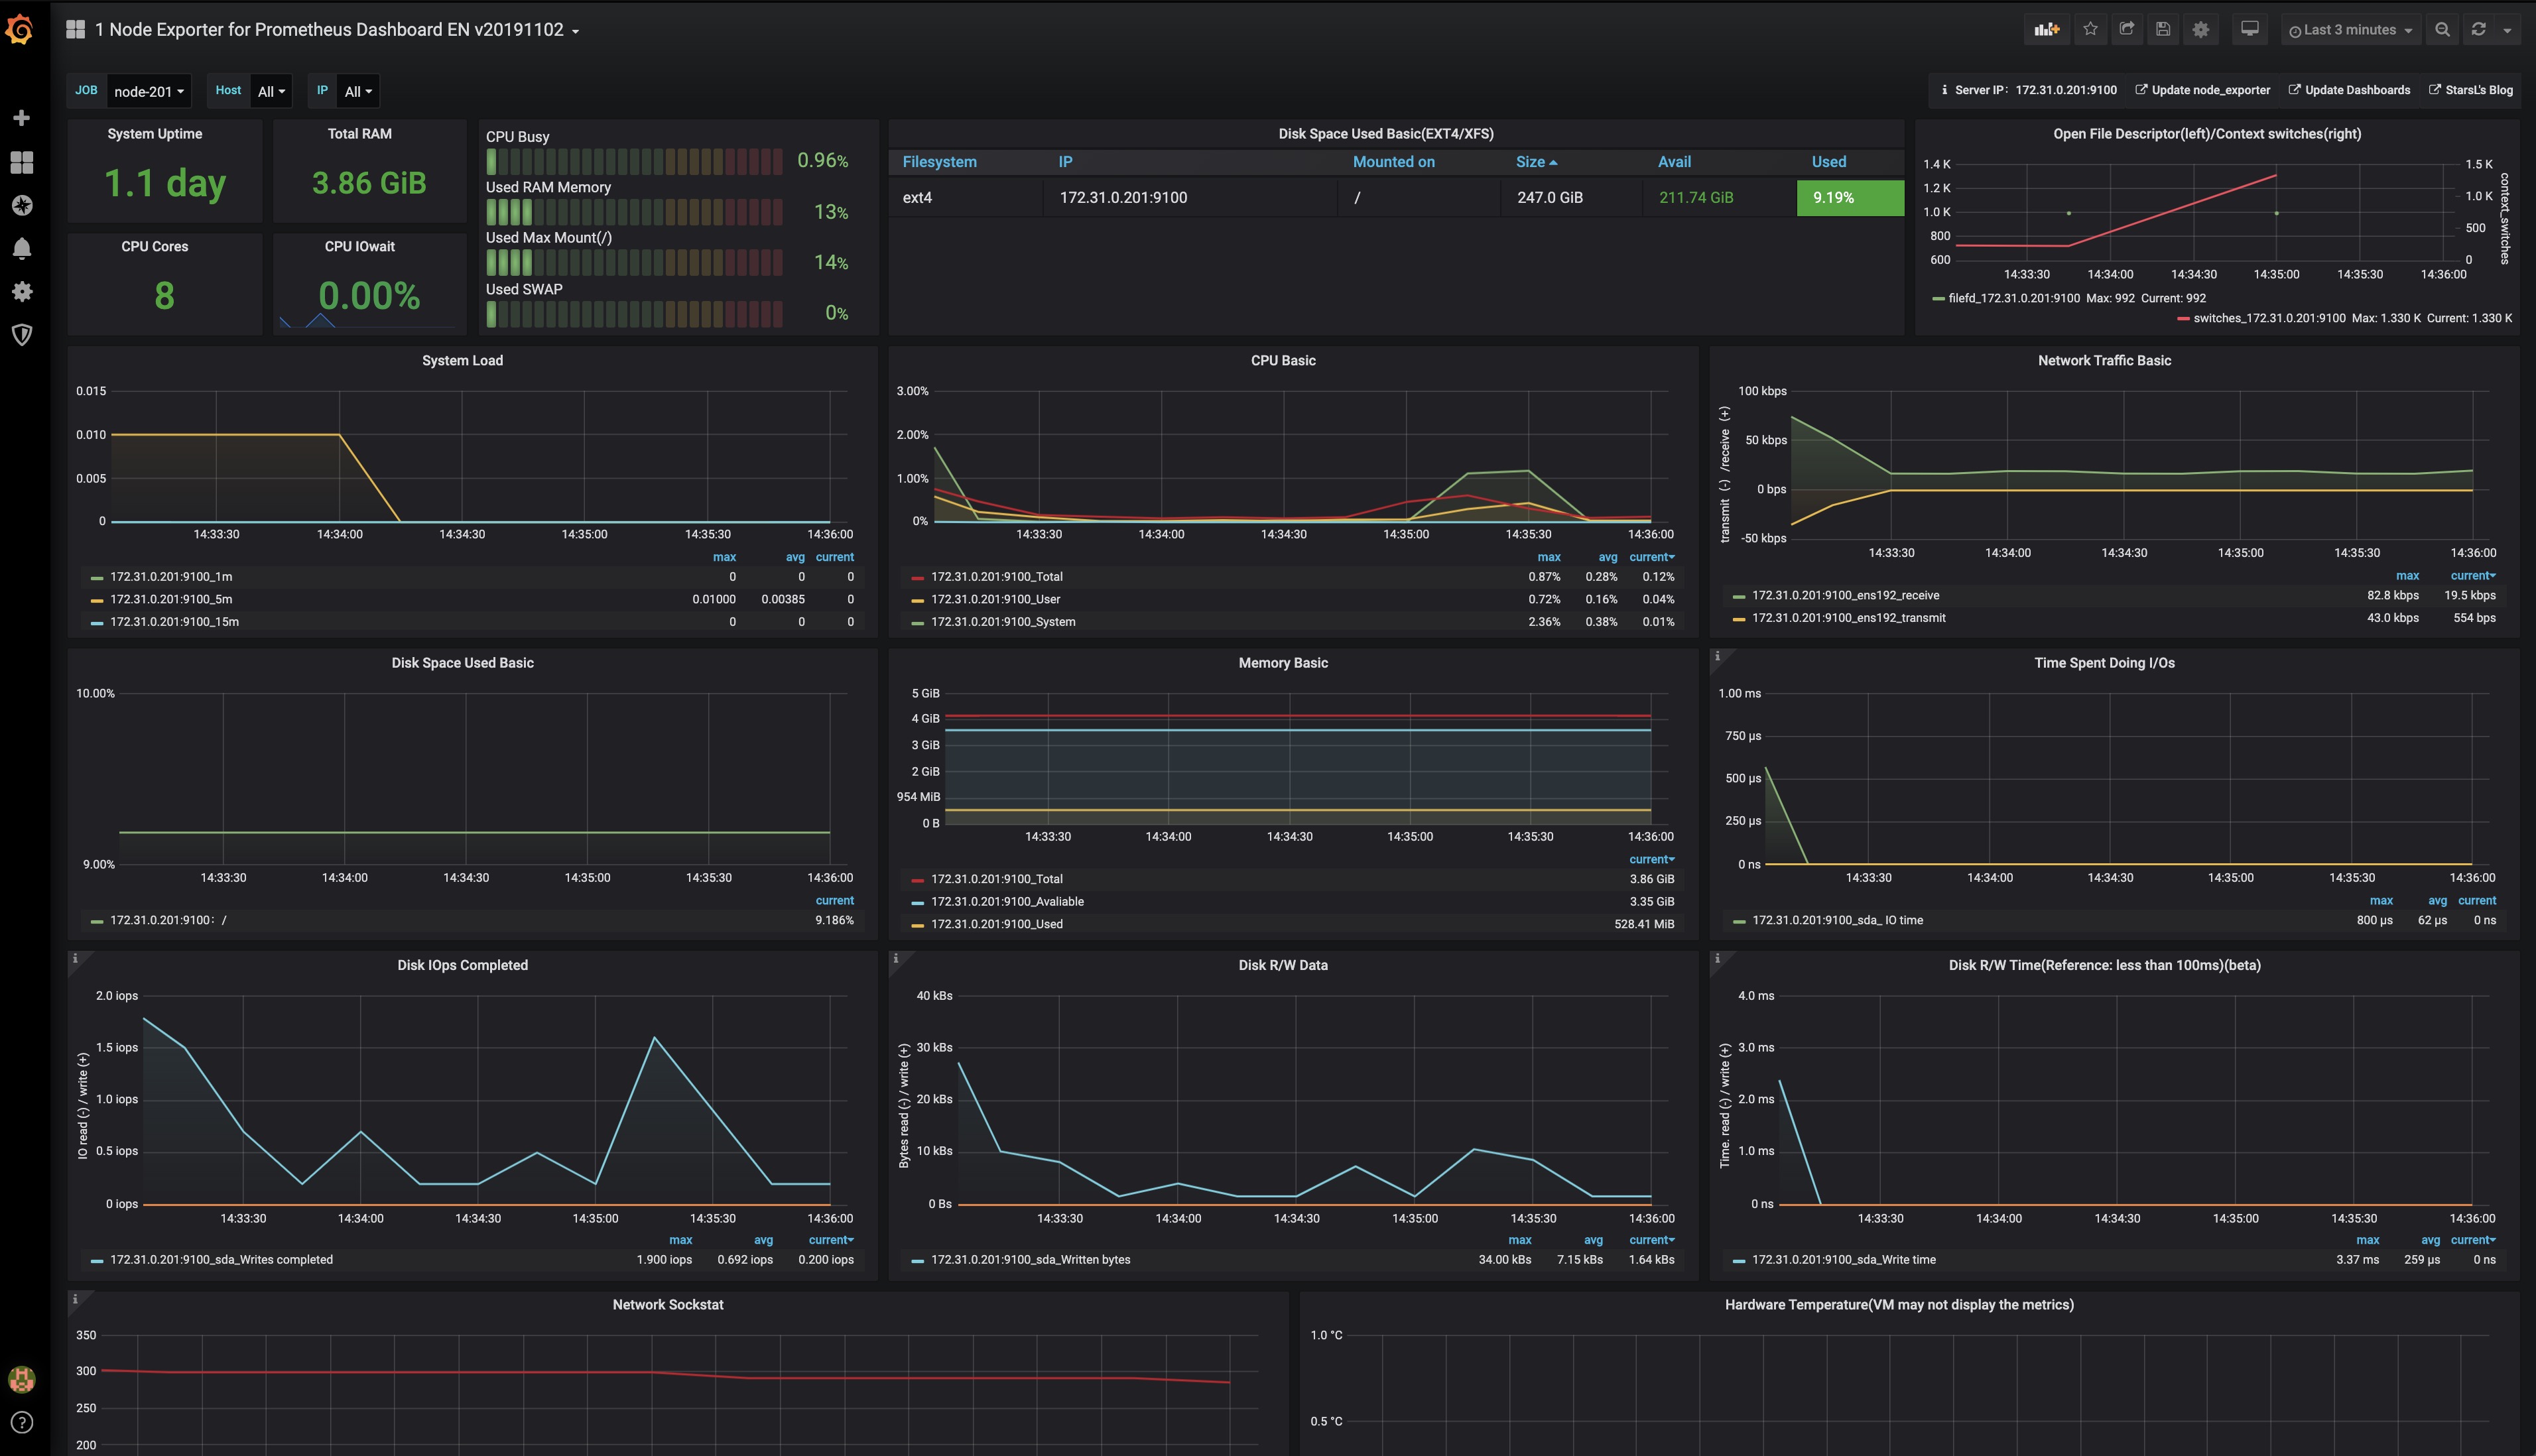 1 Node Exporter for Prometheus Dashboard EN v20191102
Last 3 minutes
JOB node-201 Host All IP All
Server IP: 172.31.0.201:9100 Update node_exporter Update Dashboards StarsL's Blog
System Uptime
1.1 day
Total RAM
3.86 GiB
CPU Cores
8
CPU IOwait
0.00%
CPU Busy
0.96%
Used RAM Memory
13%
Used Max Mount(/)
14%
Used SWAP
0%
Disk Space Used Basic(EXT4/XFS)
Filesystem IP Mounted on Size Avail Used
ext4 172.31.0.201:9100 / 247.0 GiB 211.74 GiB 9.19%
Open File Descriptor(left)/Context switches(right)
1.4 K
1.2 K
1.0 K
800
600
1.5 K
1.0 K
500
0
context_switches
14:33:30 14:34:00 14:34:30 14:35:00 14:35:30 14:36:00
filefd_172.31.0.201:9100 Max: 992 Current: 992
switches_172.31.0.201:9100 Max: 1.330 K Current: 1.330 K
System Load
0.015
0.010
0.005
0
14:33:30 14:34:00 14:34:30 14:35:00 14:35:30 14:36:00
max avg current
172.31.0.201:9100_1m 0 0 0
172.31.0.201:9100_5m 0.01000 0.00385 0
172.31.0.201:9100_15m 0 0 0
CPU Basic
3.00%
2.00%
1.00%
0%
14:33:30 14:34:00 14:34:30 14:35:00 14:35:30 14:36:00
max avg current
172.31.0.201:9100_Total 0.87% 0.28% 0.12%
172.31.0.201:9100_User 0.72% 0.16% 0.04%
172.31.0.201:9100_System 2.36% 0.38% 0.01%
Network Traffic Basic
transmit (-) /receive (+)
100 kbps
50 kbps
0 bps
-50 kbps
14:33:30 14:34:00 14:34:30 14:35:00 14:35:30 14:36:00
max current
172.31.0.201:9100_ens192_receive 82.8 kbps 19.5 kbps
172.31.0.201:9100_ens192_transmit 43.0 kbps 554 bps
Disk Space Used Basic
10.00%
9.00%
14:33:30 14:34:00 14:34:30 14:35:00 14:35:30 14:36:00
current
172.31.0.201:9100: / 9.186%
Memory Basic
5 GiB
4 GiB
3 GiB
2 GiB
954 MiB
0 B
14:33:30 14:34:00 14:34:30 14:35:00 14:35:30 14:36:00
current
172.31.0.201:9100_Total 3.86 GiB
172.31.0.201:9100_Avaliable 3.35 GiB
172.31.0.201:9100_Used 528.41 MiB
Time Spent Doing I/Os
1.00 ms
750 µs
500 µs
250 µs
0 ns
14:33:30 14:34:00 14:34:30 14:35:00 14:35:30 14:36:00
max avg current
172.31.0.201:9100_sda_ IO time 800 µs 62 µs 0 ns
Disk IOps Completed
IO read (-) / write (+)
2.0 iops
1.5 iops
1.0 iops
0.5 iops
0 iops
14:33:30 14:34:00 14:34:30 14:35:00 14:35:30 14:36:00
max avg current
172.31.0.201:9100_sda_Writes completed 1.900 iops 0.692 iops 0.200 iops
Disk R/W Data
Bytes read (-) / write (+)
40 kBs
30 kBs
20 kBs
10 kBs
0 Bs
14:33:30 14:34:00 14:34:30 14:35:00 14:35:30 14:36:00
max avg current
172.31.0.201:9100_sda_Written bytes 34.00 kBs 7.15 kBs 1.64 kBs
Disk R/W Time(Reference: less than 100ms)(beta)
Time. read (-) / write (+)
4.0 ms
3.0 ms
2.0 ms
1.0 ms
0 ns
14:33:30 14:34:00 14:34:30 14:35:00 14:35:30 14:36:00
max avg current
172.31.0.201:9100_sda_Write time 3.37 ms 259 µs 0 ns
Network Sockstat
350
300
250
200
Hardware Temperature(VM may not display the metrics)
1.0 °C
0.5 °C